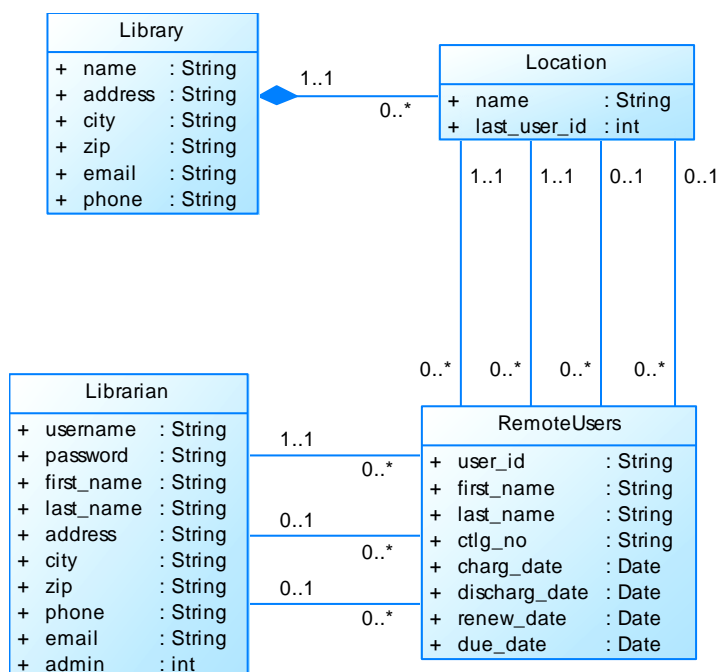 Library
+ name : String
+ address : String
+ city : String
+ zip : String
+ email : String
+ phone : String
1..1
0..*
Location
+ name : String
+ last_user_id : int
1..1
1..1
0..1
0..1
0..*
0..*
0..*
0..*
Librarian
+ username : String
+ password : String
+ first_name : String
+ last_name : String
+ address : String
+ city : String
+ zip : String
+ phone : String
+ email : String
+ admin : int
1..1
0..*
0..1
0..*
0..1
0..*
RemoteUsers
+ user_id : String
+ first_name : String
+ last_name : String
+ ctlg_no : String
+ charg_date : Date
+ discharg_date : Date
+ renew_date : Date
+ due_date : Date